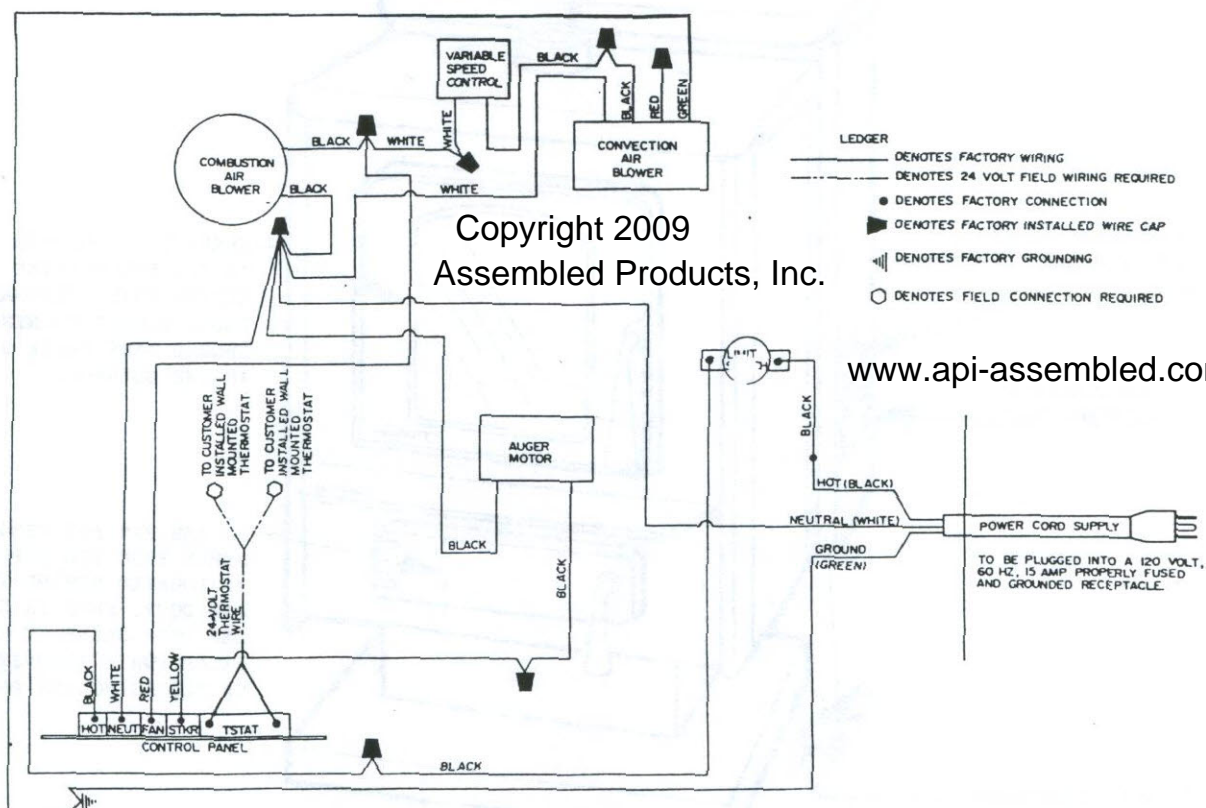 VARIABLE
SPEED
CONTROL
BLACK
BLACK
RED
GREEN
WHITE
BLACK
WHITE
COMBUSTION
AIR
BLOWER
CONVECTION
AIR
BLOWER
BLACK
WHITE
LEDGER
DENOTES FACTORY WIRING
DENOTES 24 VOLT FIELD WIRING REQUIRED
DENOTES FACTORY CONNECTION
DENOTES FACTORY INSTALLED WIRE CAP
DENOTES FACTORY GROUNDING
DENOTES FIELD CONNECTION REQUIRED
Copyright 2009
Assembled Products, Inc.
www.api-assembled.co
TO CUSTOMER
INSTALLED WALL
MOUNTED
THERMOSTAT
TO CUSTOMER
INSTALLED WALL
MOUNTED
THERMOSTAT
AUGER
MOTOR
BLACK
HOT (BLACK)
NEUTRAL (WHITE)
GROUND
(GREEN)
POWER CORD SUPPLY
TO BE PLUGGED INTO A 120 VOLT,
60 HZ, 15 AMP PROPERLY FUSED
AND GROUNDED RECEPTACLE.
BLACK
BLACK
24-VOLT
THERMOSTAT
WIRE
BLACK
WHITE
RED
YELLOW
HOT NEUT FAN STKR TSTAT
CONTROL PANEL
BLACK